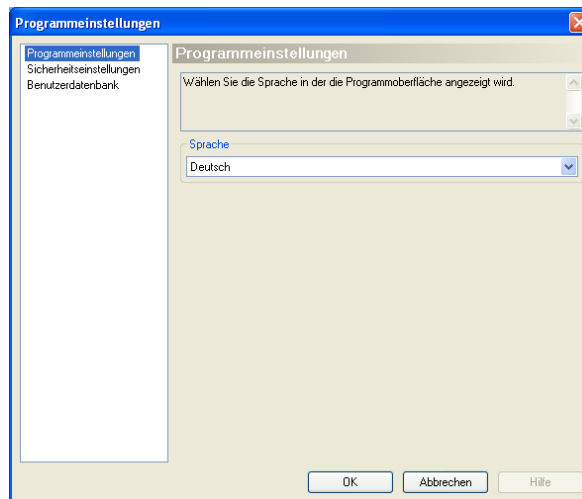 Programmeinstellungen
Programmeinstellungen
Sicherheitseinstellungen
Benutzerdatenbank
Programmeinstellungen
Wählen Sie die Sprache in der die Programmoberfläche angezeigt wird.
Sprache
Deutsch
OK
Abbrechen
Hilfe